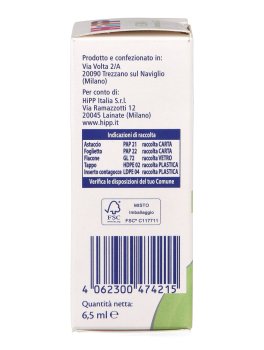 Prodotto e confezionato in:
Via Volta 2/A
20090 Trezzano sul Naviglio
(Milano)
Per conto di:
HiPP Italia S.r.l.
Via Ramazzotti 12
20045 Lainate (Milano)
www.hipp.it
Indicazioni di raccolta
Astuccio PAP 21 raccolta CARTA
Foglietto PAP 22 raccolta CARTA
Flacone GL 72 raccolta VETRO
Tappo HDPE 02 raccolta PLASTICA
Inserto contagocce LDPE 04 raccolta PLASTICA
Verifica le disposizioni del tuo Comune
FSC
MISTO
Imballaggio
FSC® C117711
4 062300 474215
Quantità netta:
6,5 ml e